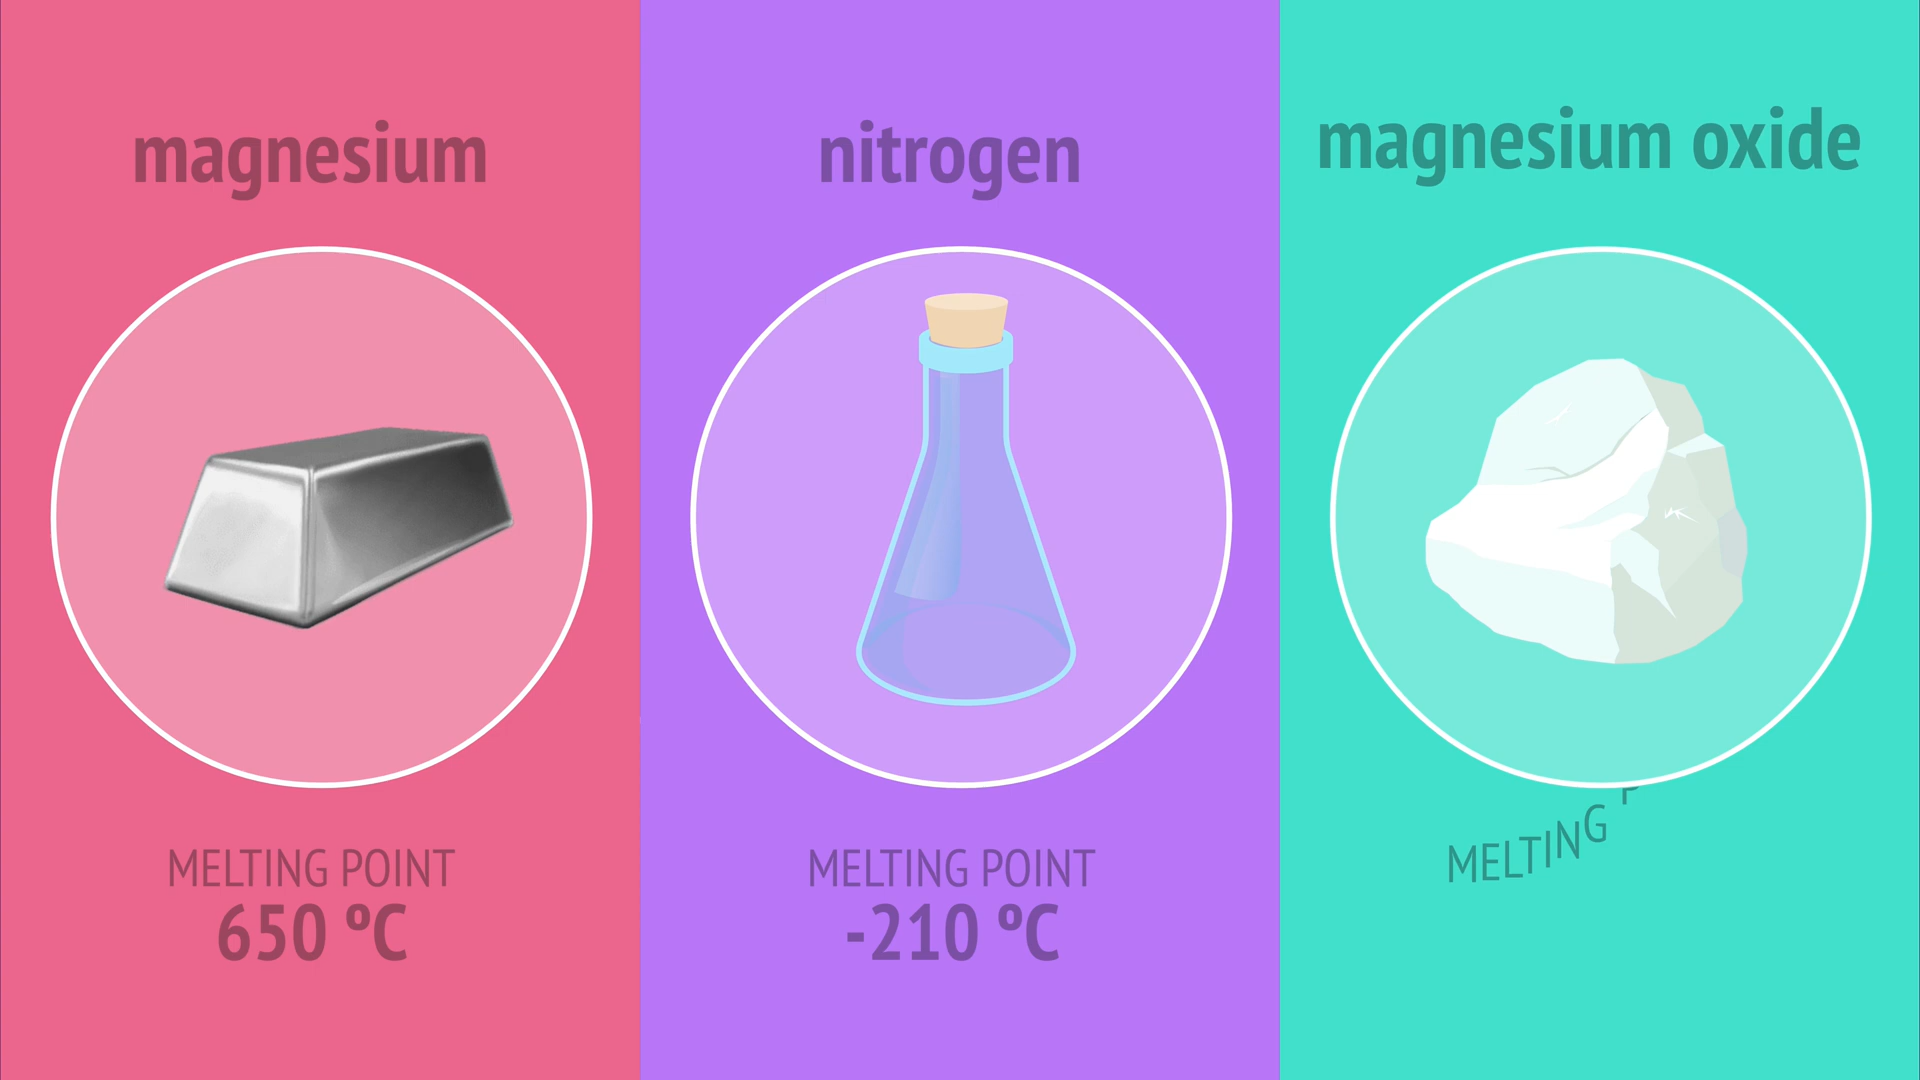 magnesium
MELTING POINT
650 ºC
nitrogen
MELTING POINT
-210 ºC
magnesium oxide
MELTING P